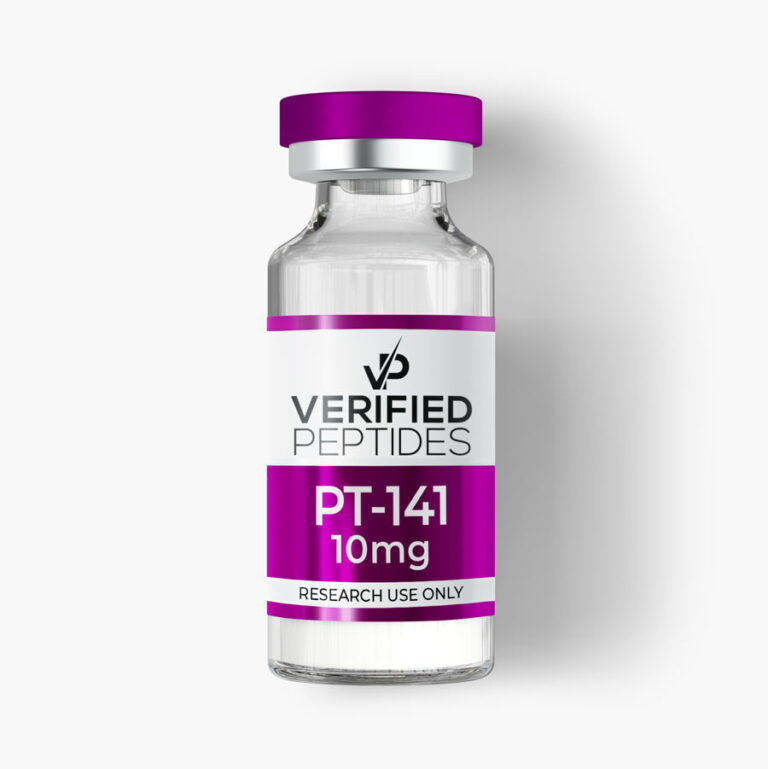 VP
VERIFIED
PEPTIDES
PT-141
10mg
RESEARCH USE ONLY